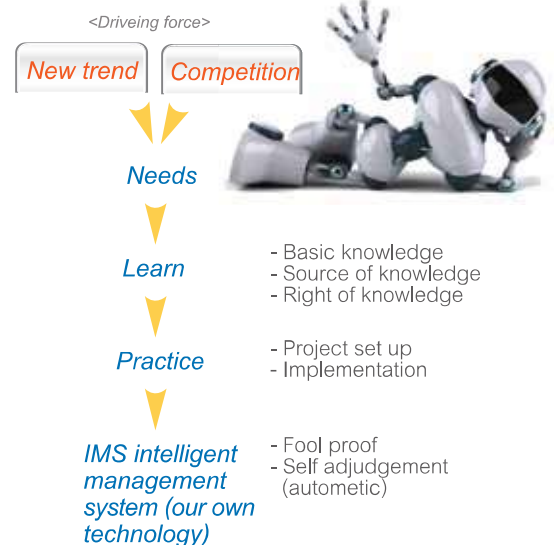 <Driveing force>
New trend
Competition
Needs
Learn
- Basic knowledge
- Source of knowledge
- Right of knowledge
Practice
- Project set up
- Implementation
IMS intelligent
management
system (our own
technology)
- Fool proof
- Self adjudgement
(autometic)